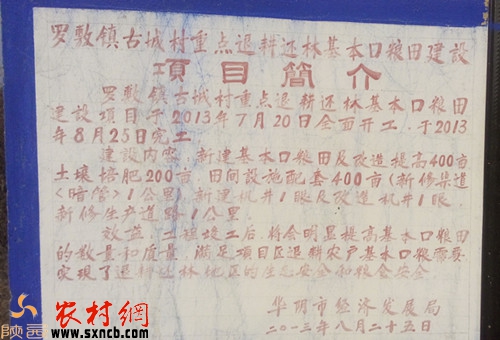 罗敷镇古城村重点退耕还林基本口粮田建設
項目簡介
罗敷镇古城村重点退耕还林基本口粮田
建設项目于2013年7月20日全面开工,于2013
年8月25日完工
建設内容:新建基本口粮田及改造提高400亩
土壤培肥200亩,田间設施配套400亩(新修渠道
<暗管>1公里,新建机井1眼及改造机井1眼,
新修生产道路1公里.
效益:工程竣工后,将会明显提高基本口粮田
的数量和质量,满足项目区退耕农户基本口粮需要
实现了退耕还林地区的生态安全和粮食安全
华阴市经济发展局
二〇一三年八月二十五日
农村網
www.sxncb.com